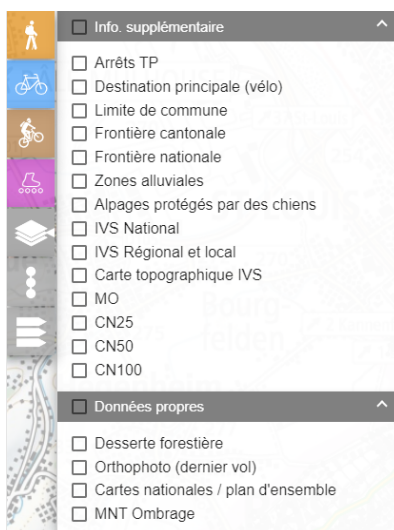 Info. supplémentaire
Arrêts TP
Destination principale (vélo)
Limite de commune
Frontière cantonale
Frontière nationale
Zones alluviales
Alpages protégés par des chiens
IVS National
IVS Régional et local
Carte topographique IVS
MO
CN25
CN50
CN100
Données propres
Desserte forestière
Orthophoto (dernier vol)
Cartes nationales / plan d'ensemble
MNT Ombrage